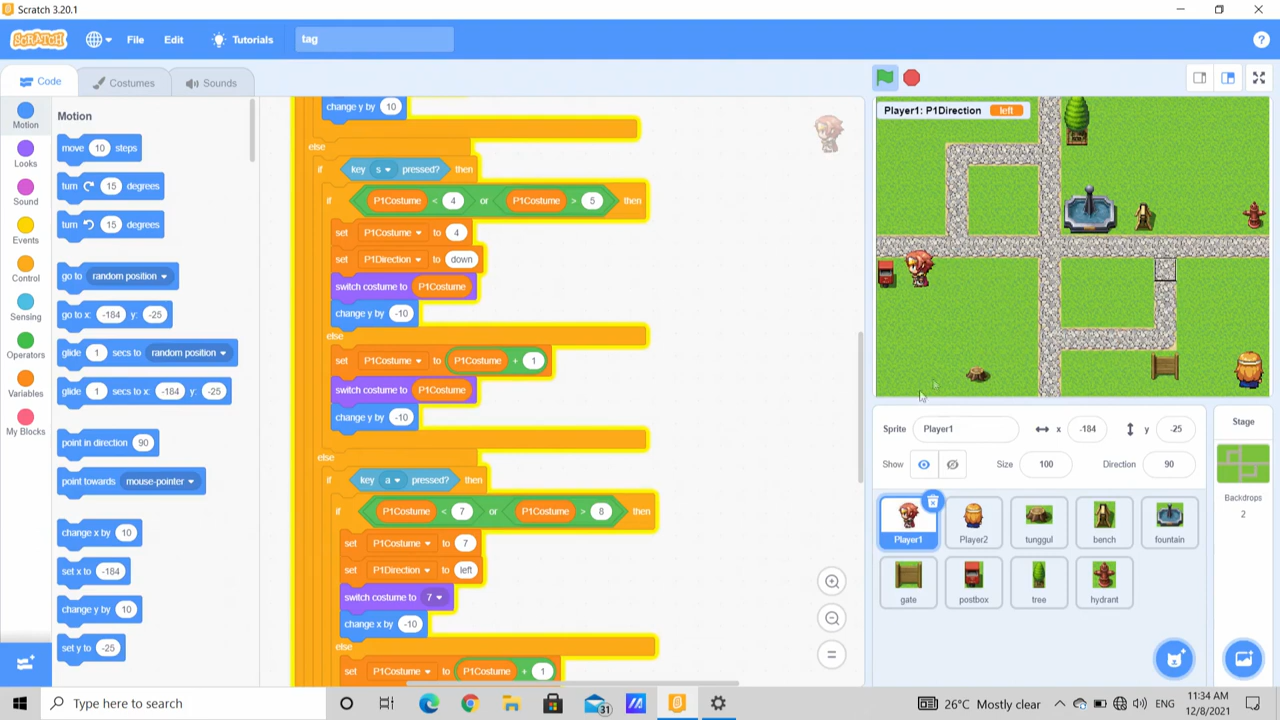 Scratch 3.20.1
SCRATCH File Edit Tutorials tag ?
Code Costumes Sounds
Motion
Looks
Sound
Events
Control
Sensing
Operators
Variables
My Blocks
Motion
move 10 steps
turn 15 degrees
turn 15 degrees
go to random position
go to x: -184 y: -25
glide 1 secs to random position
glide 1 secs to x: -184 y: -25
point in direction 90
point towards mouse-pointer
change x by 10
set x to -184
change y by 10
set y to -25
change y by 10
else
if key s pressed? then
if P1Costume < 4 or P1Costume > 5 then
set P1Costume to 4
set P1Direction to down
switch costume to P1Costume
change y by -10
else
set P1Costume to P1Costume + 1
switch costume to P1Costume
change y by -10
else
if key a pressed? then
if P1Costume < 7 or P1Costume > 8 then
set P1Costume to 7
set P1Direction to left
switch costume to 7
change x by -10
else
set P1Costume to P1Costume + 1
Player1: P1Direction left
Sprite Player1 x -184 y -25
Show Size 100 Direction 90
Player1 Player2 tunggul bench fountain
gate postbox tree hydrant
Stage
Backdrops
2
Type here to search
31
26°C Mostly clear
ENG
11:34 AM
12/8/2021